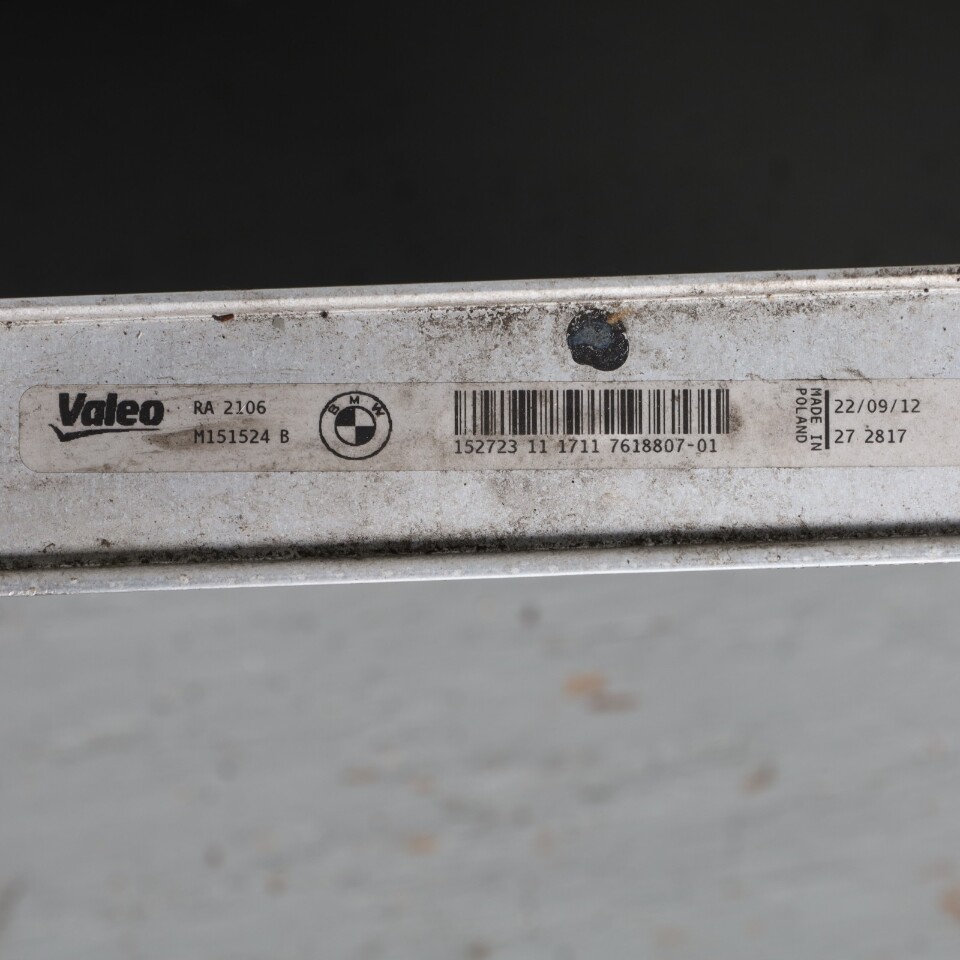 Valeo
RA 2106
M151524 B
BMW
152723 11 1711 7618807-01
MADE IN
POLAND
22/09/12
27 2817